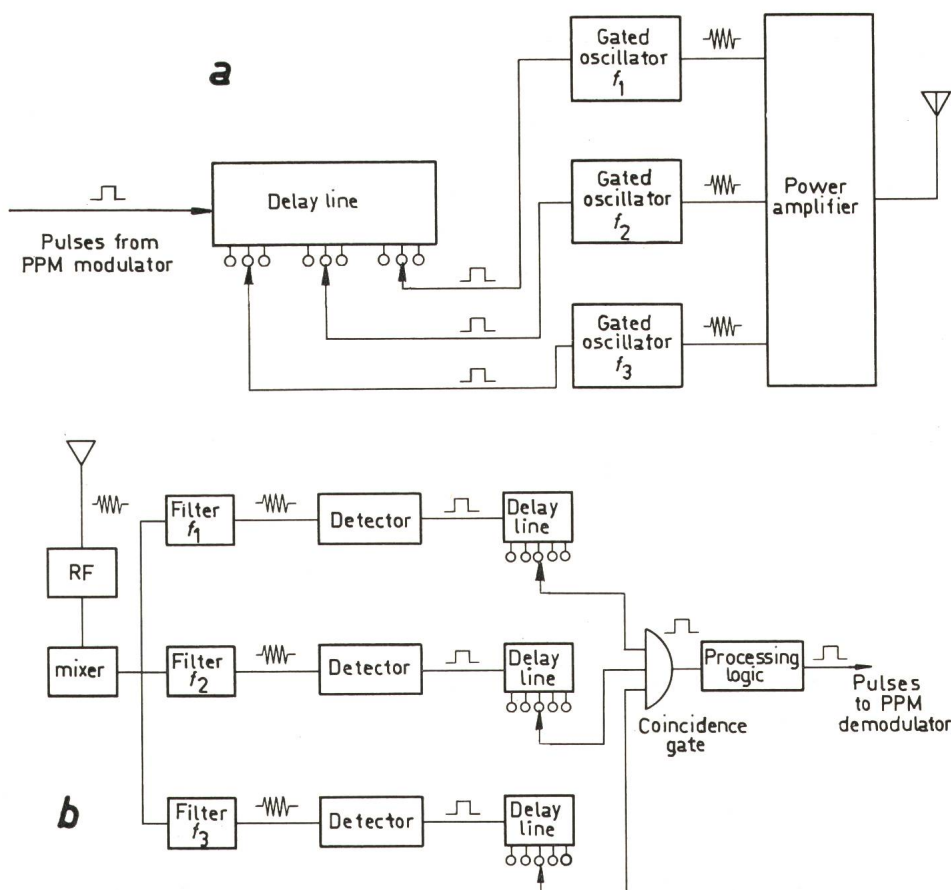 a
Gated
oscillator
f1
Gated
oscillator
f2
Gated
oscillator
f3
Power
amplifier
Delay line
Pulses from
PPM modulator
b
RF
mixer
Filter
f1
Detector
Delay
line
Filter
f2
Detector
Delay
line
Filter
f3
Detector
Delay
line
Coincidence
gate
Processing
logic
Pulses
to PPM
demodulator